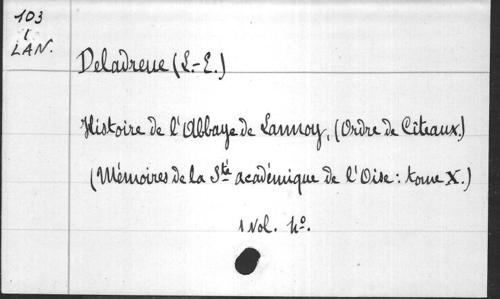 103
(
LAN.
Deladreue (L.-E.)
Histoire de l'Abbaye de Lannoy, (Ordre de Cîteaux.)
(Mémoires de la Sté académique de l'Oise: tome X.)
1 vol. 4o.